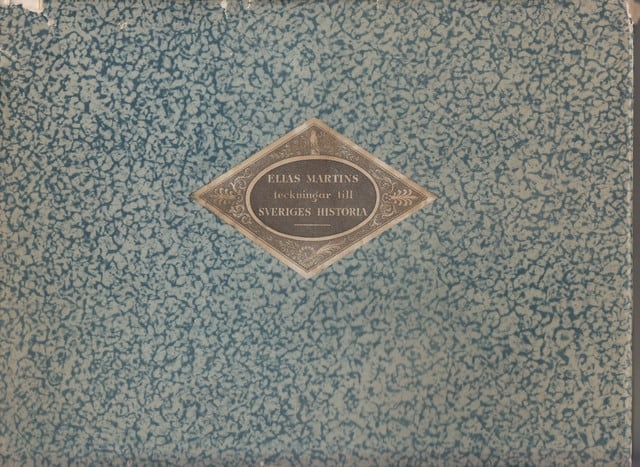 ELIAS MARTINS
teckningar till
SVERIGES HISTORIA